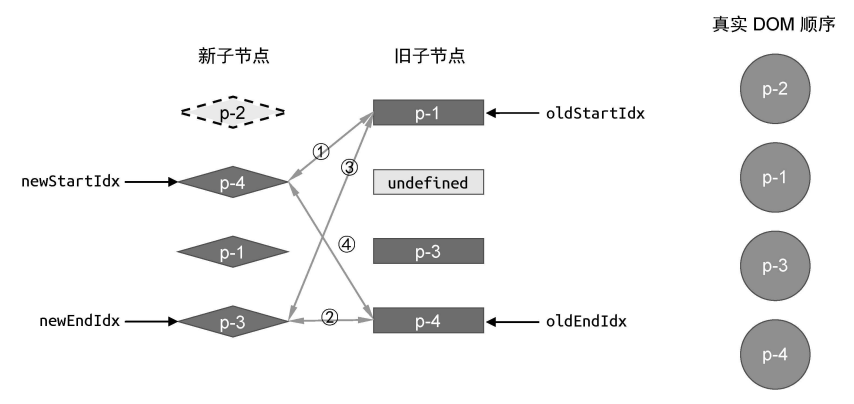 真实 DOM 顺序
新子节点
旧子节点
p-2
p-1
oldStartIdx
p-2
①
③
newStartIdx
p-4
undefined
p-1
p-1
④
p-3
p-3
newEndIdx
p-3
②
p-4
oldEndIdx
p-4